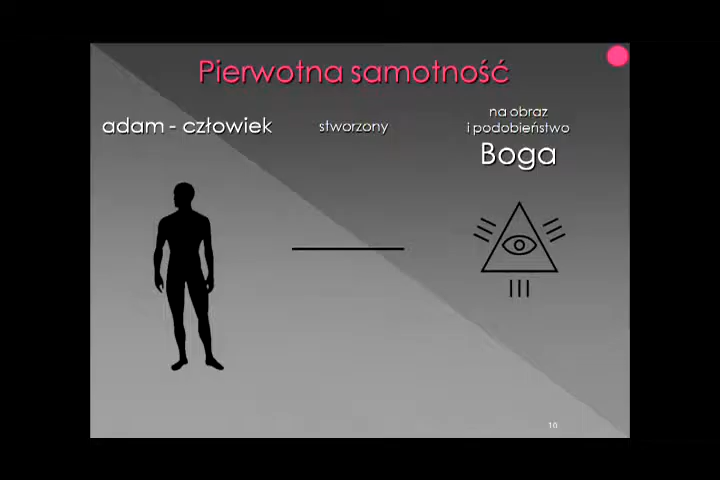 Pierwotna samotność
adam - człowiek
stworzony
na obraz
i podobieństwo
Boga
10